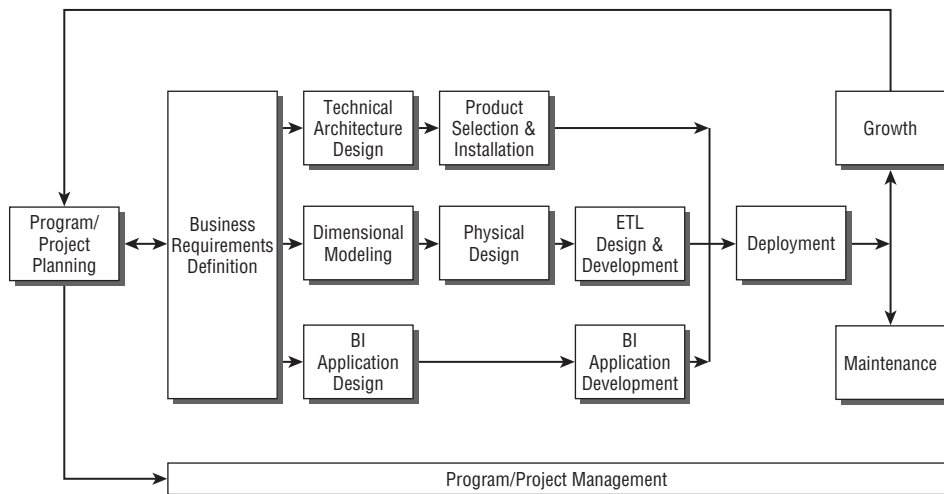 Technical
Architecture
Design
Product
Selection &
Installation
Growth
Program/
Project
Planning
Business
Requirements
Definition
Dimensional
Modeling
Physical
Design
ETL
Design &
Development
Deployment
BI
Application
Design
BI
Application
Development
Maintenance
Program/Project Management